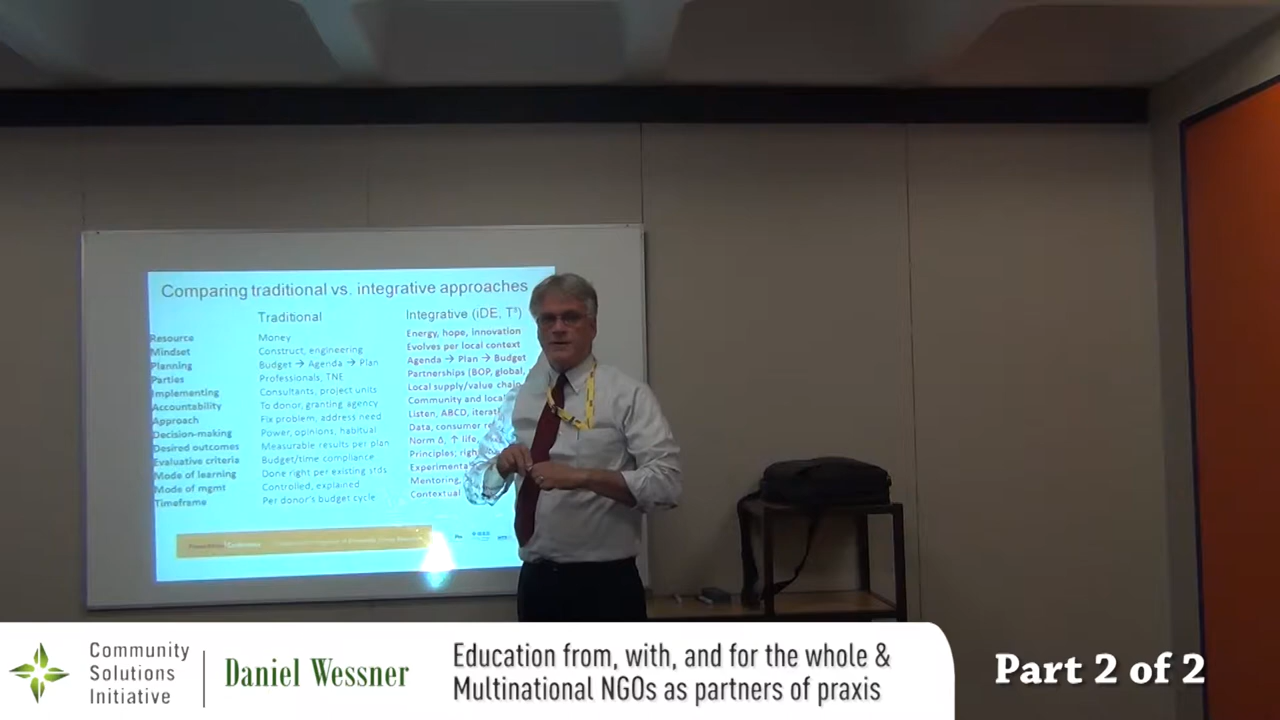 Comparing traditional vs. integrative approaches
Traditional
Integrative (iDE, T³)
Resource Money Energy, hope, innovation
Mindset Construct, engineering Evolves per local context
Planning Budget → Agenda → Plan Agenda → Plan → Budget
Parties Professionals, TNE Partnerships (BOP, global,
Implementing Consultants, project units Local supply/value chain
Accountability To donor, granting agency Community and local
Approach Fix problem, address need Listen, ABCD,
Decision-making Power, opinions, habitual Data, consumer
Desired outcomes Measurable results per plan Norm Δ, ↑ life,
Evaluative criteria Budget/time compliance Principles;
Mode of learning Done right per existing stds
Mode of mgmt Controlled, explained Mentoring,
Timeframe Per donor's budget cycle Contextual
Community
Solutions
Initiative
Daniel Wessner
Education from, with, and for the whole &
Multinational NGOs as partners of praxis
Part 2 of 2